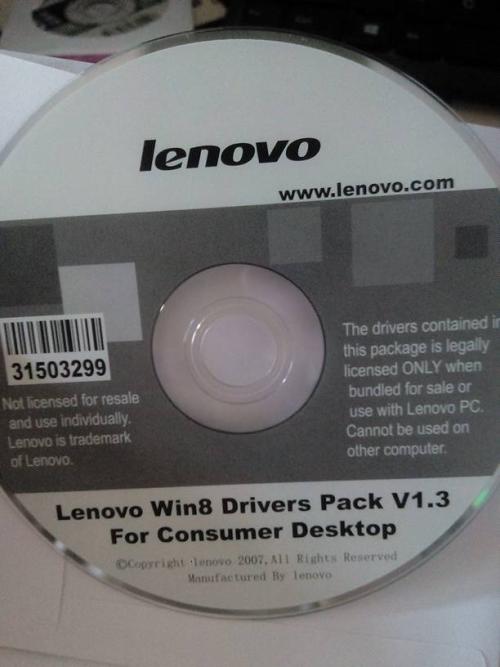 lenovo
www.lenovo.com
31503299
Not licensed for resale
and use individually.
Lenovo is trademark
of Lenovo.
The drivers contained in
this package is legally
licensed ONLY when
bundled for sale or
use with Lenovo PC.
Cannot be used on
other computer.
Lenovo Win8 Drivers Pack V1.3
For Consumer Desktop
©Copyright lenovo 2007, All Rights Reserved
Manufactured By lenovo